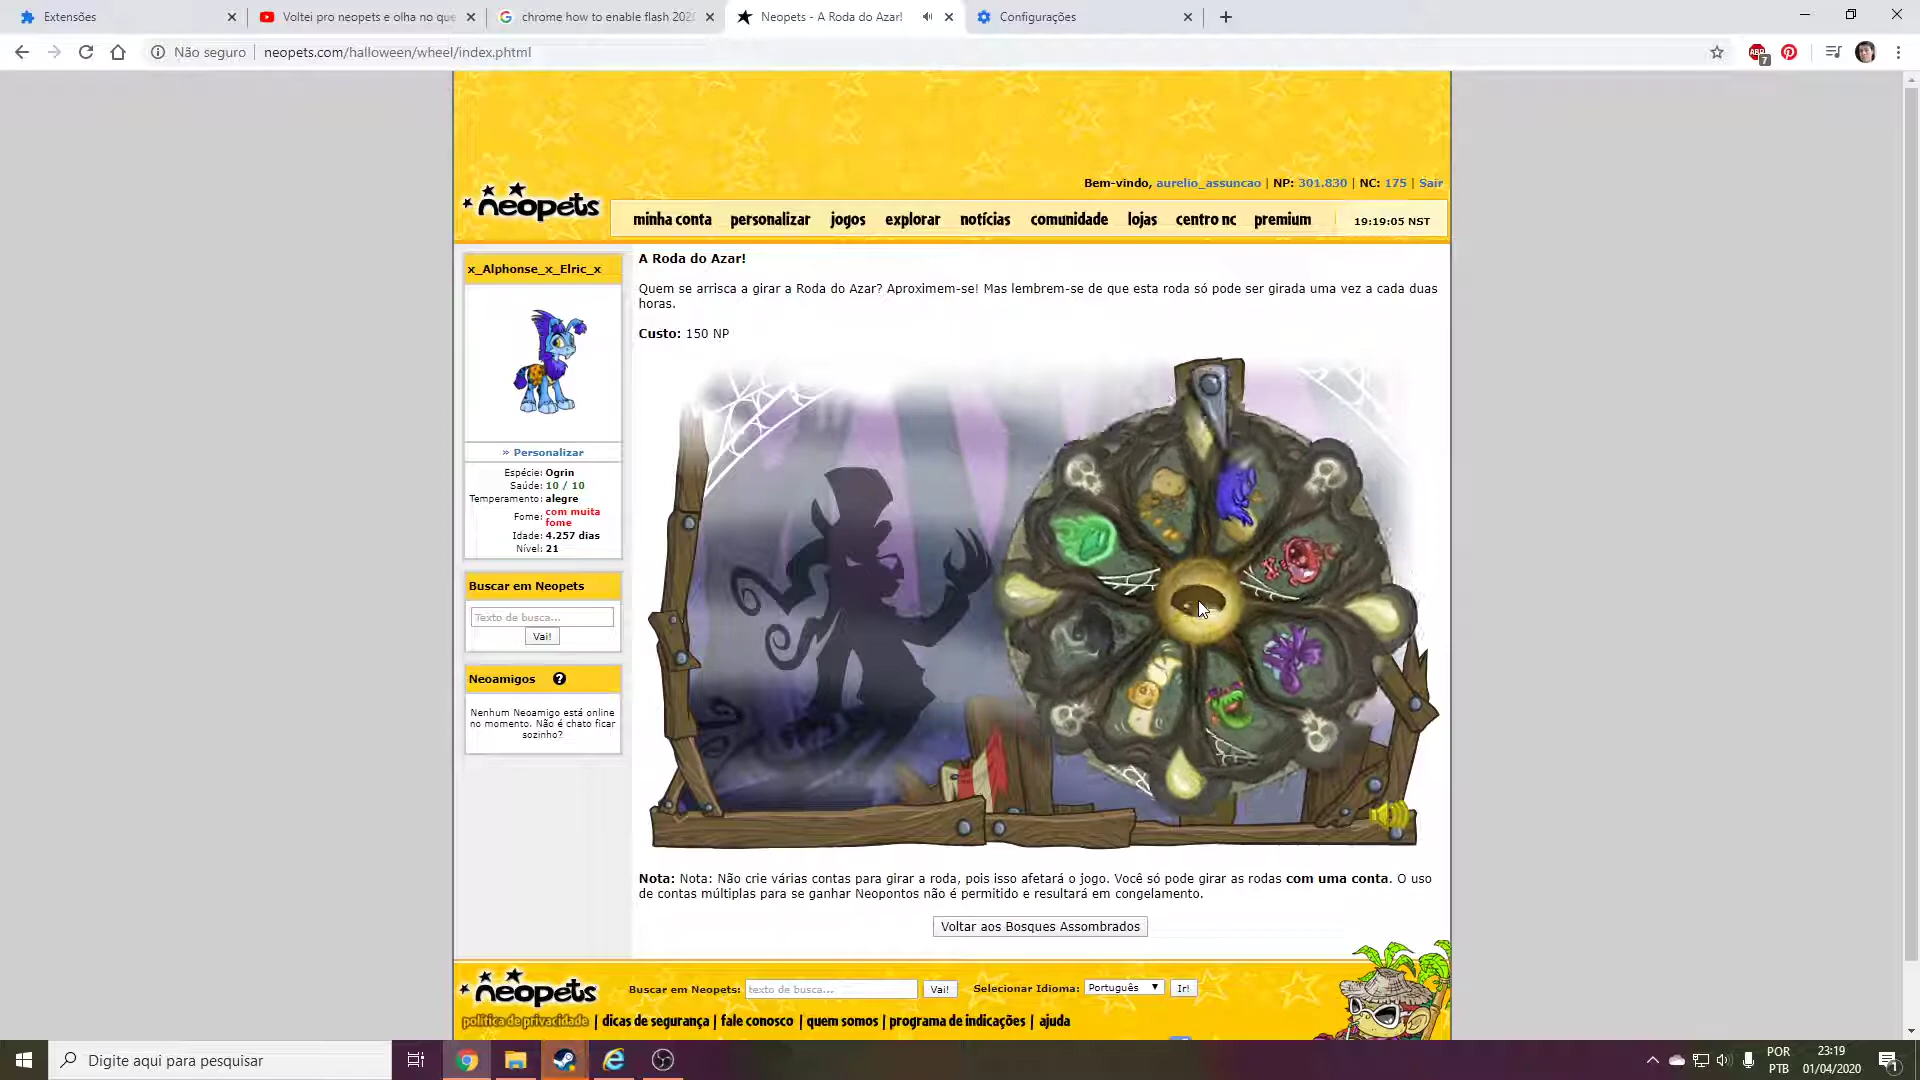 Extensões
Voltei pro neopets e olha no que
chrome how to enable flash 2020
Neopets - A Roda do Azar!
Configurações
Não seguro
neopets.com/halloween/wheel/index.phtml
ABP
7
neopets
Bem-vindo, aurelio_assuncao | NP: 301.830 | NC: 175 | Sair
minha conta personalizar jogos explorar notícias comunidade lojas centro nc premium
19:19:05 NST
x_Alphonse_x_Elric_x
» Personalizar
Espécie: Ogrin
Saúde: 10 / 10
Temperamento: alegre
Fome: com muita
fome
Idade: 4.257 dias
Nível: 21
Buscar em Neopets
Texto de busca...
Vai!
Neoamigos ?
Nenhum Neoamigo está online
no momento. Não é chato ficar
sozinho?
A Roda do Azar!
Quem se arrisca a girar a Roda do Azar? Aproximem-se! Mas lembrem-se de que esta roda só pode ser girada uma vez a cada duas
horas.
Custo: 150 NP
Nota: Nota: Não crie várias contas para girar a roda, pois isso afetará o jogo. Você só pode girar as rodas com uma conta. O uso
de contas múltiplas para se ganhar Neopontos não é permitido e resultará em congelamento.
Voltar aos Bosques Assombrados
neopets
Buscar em Neopets: texto de busca... Vai! Selecionar Idioma: Português Ir!
política de privacidade | dicas de segurança | fale conosco | quem somos | programa de indicações | ajuda
Digite aqui para pesquisar
POR
PTB
23:19
01/04/2020
1